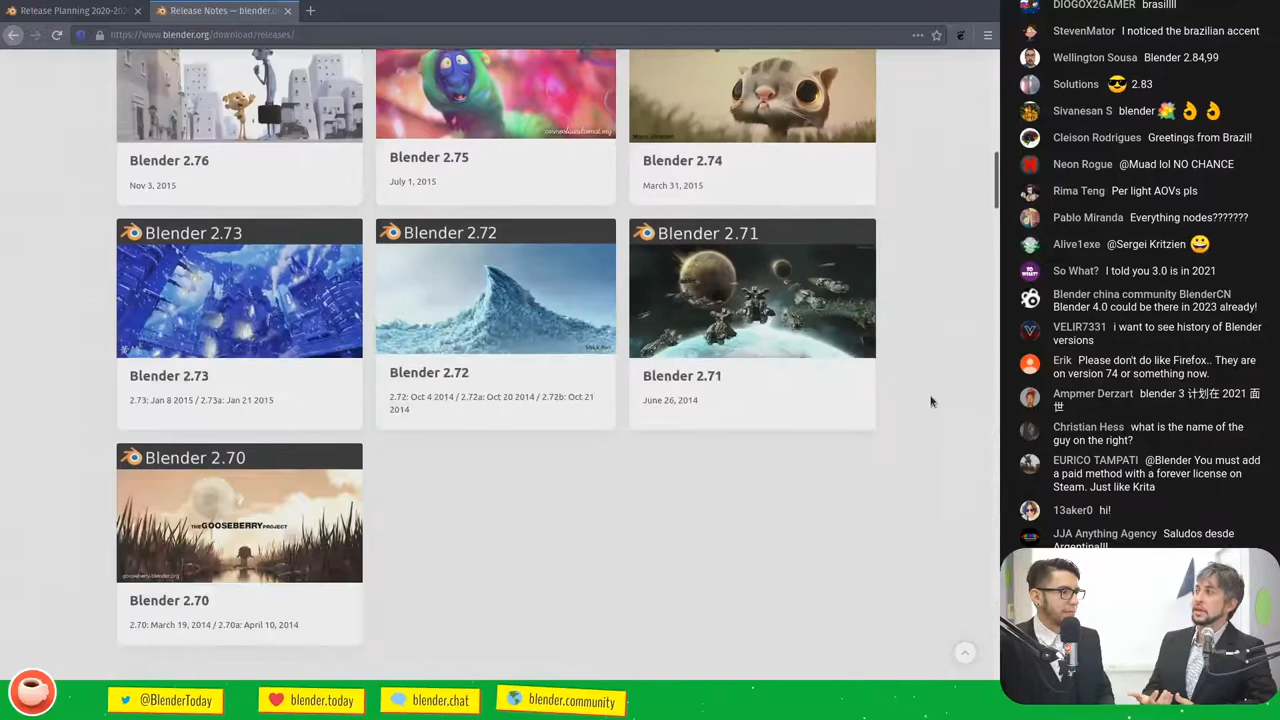 Release Planning 2020-202
Release Notes — blender.o
https://www.blender.org/download/releases/
cosmoslaundromat.org
Blender 2.76
Nov 3, 2015
Blender 2.75
July 1, 2015
Blender 2.74
March 31, 2015
Blender 2.73
Blender 2.73
2.73: Jan 8 2015 / 2.73a: Jan 21 2015
Blender 2.72
Blender 2.72
2.72: Oct 4 2014 / 2.72a: Oct 20 2014 / 2.72b: Oct 21
2014
Blender 2.71
Blender 2.71
June 26, 2014
Blender 2.70
THE GOOSEBERRY PROJECT
gooseberry.blender.org
Blender 2.70
2.70: March 19, 2014 / 2.70a: April 10, 2014
DIOGOX2GAMER brasillll
StevenMator I noticed the brazilian accent
Wellington Sousa Blender 2.84,99
Solutions 😎 2.83
Sivanesan S blender 💐 👌 👌
Cleison Rodrigues Greetings from Brazil!
Neon Rogue @Muad lol NO CHANCE
Rima Teng Per light AOVs pls
Pablo Miranda Everything nodes???????
Alive1exe @Sergei Kritzien 😀
So What? I told you 3.0 is in 2021
Blender china community BlenderCN
Blender 4.0 could be there in 2023 already!
VELIR7331 i want to see history of Blender
versions
Erik Please don't do like Firefox.. They are
on version 74 or something now.
Ampmer Derzart blender 3 计划在 2021 面
世
Christian Hess what is the name of the
guy on the right?
EURICO TAMPATI @Blender You must add
a paid method with a forever license on
Steam. Just like Krita
13aker0 hi!
JJA Anything Agency Saludos desde
Argentina!!!
@BlenderToday
blender.today
blender.chat
blender.community